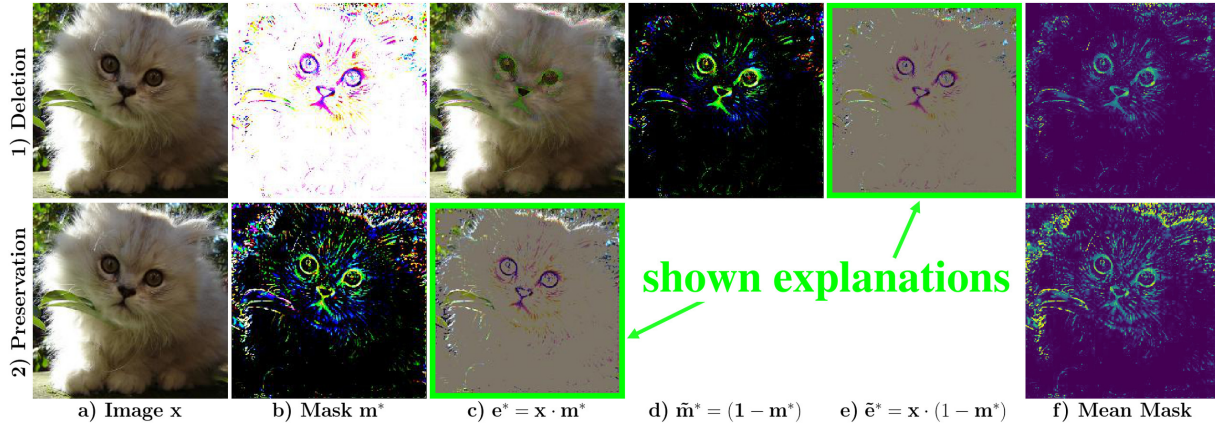 1) Deletion
2) Preservation
shown explanations
a) Image x
b) Mask m*
c) e* = x · m*
d) m̃* = (1 − m*)
e) ẽ* = x · (1 − m*)
f) Mean Mask